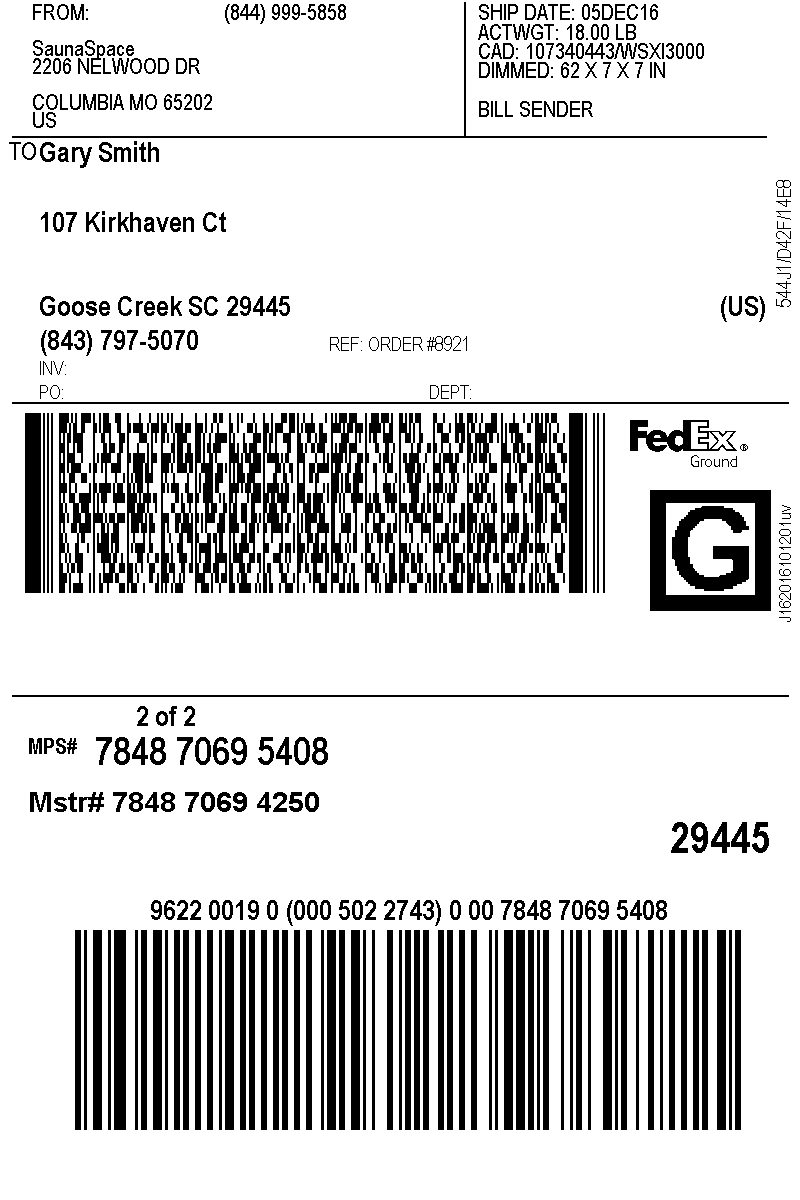 FROM: (844) 999-5858
SaunaSpace
2206 NELWOOD DR
COLUMBIA MO 65202
US
SHIP DATE: 05DEC16
ACTWGT: 18.00 LB
CAD: 107340443/WSXI3000
DIMMED: 62 X 7 X 7 IN
BILL SENDER
TO Gary Smith
107 Kirkhaven Ct
Goose Creek SC 29445 (US)
(843) 797-5070 REF: ORDER #8921
INV:
PO: DEPT:
544J1/D42F/14E8
FedEx®
Ground
G
J162016101201uv
2 of 2
MPS# 7848 7069 5408
Mstr# 7848 7069 4250
29445
9622 0019 0 (000 502 2743) 0 00 7848 7069 5408